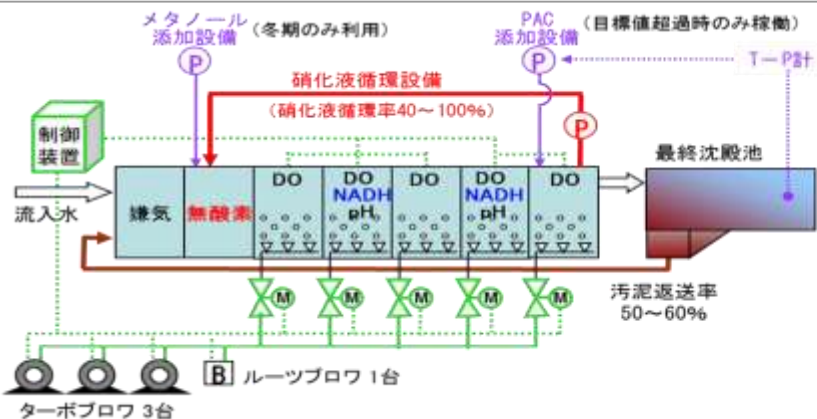 メタノール
添加設備
(冬期のみ利用)
P
PAC
添加設備
(目標値超過時のみ稼働)
P
T-P計
硝化液循環設備
(硝化液循環率40～100%)
P
制御
装置
最終沈殿池
流入水
嫌気
無酸素
DO
DO
NADH
pH
DO
DO
NADH
pH
DO
M
M
M
M
M
汚泥返送率
50～60%
B
ルーツブロワ 1台
ターボブロワ 3台